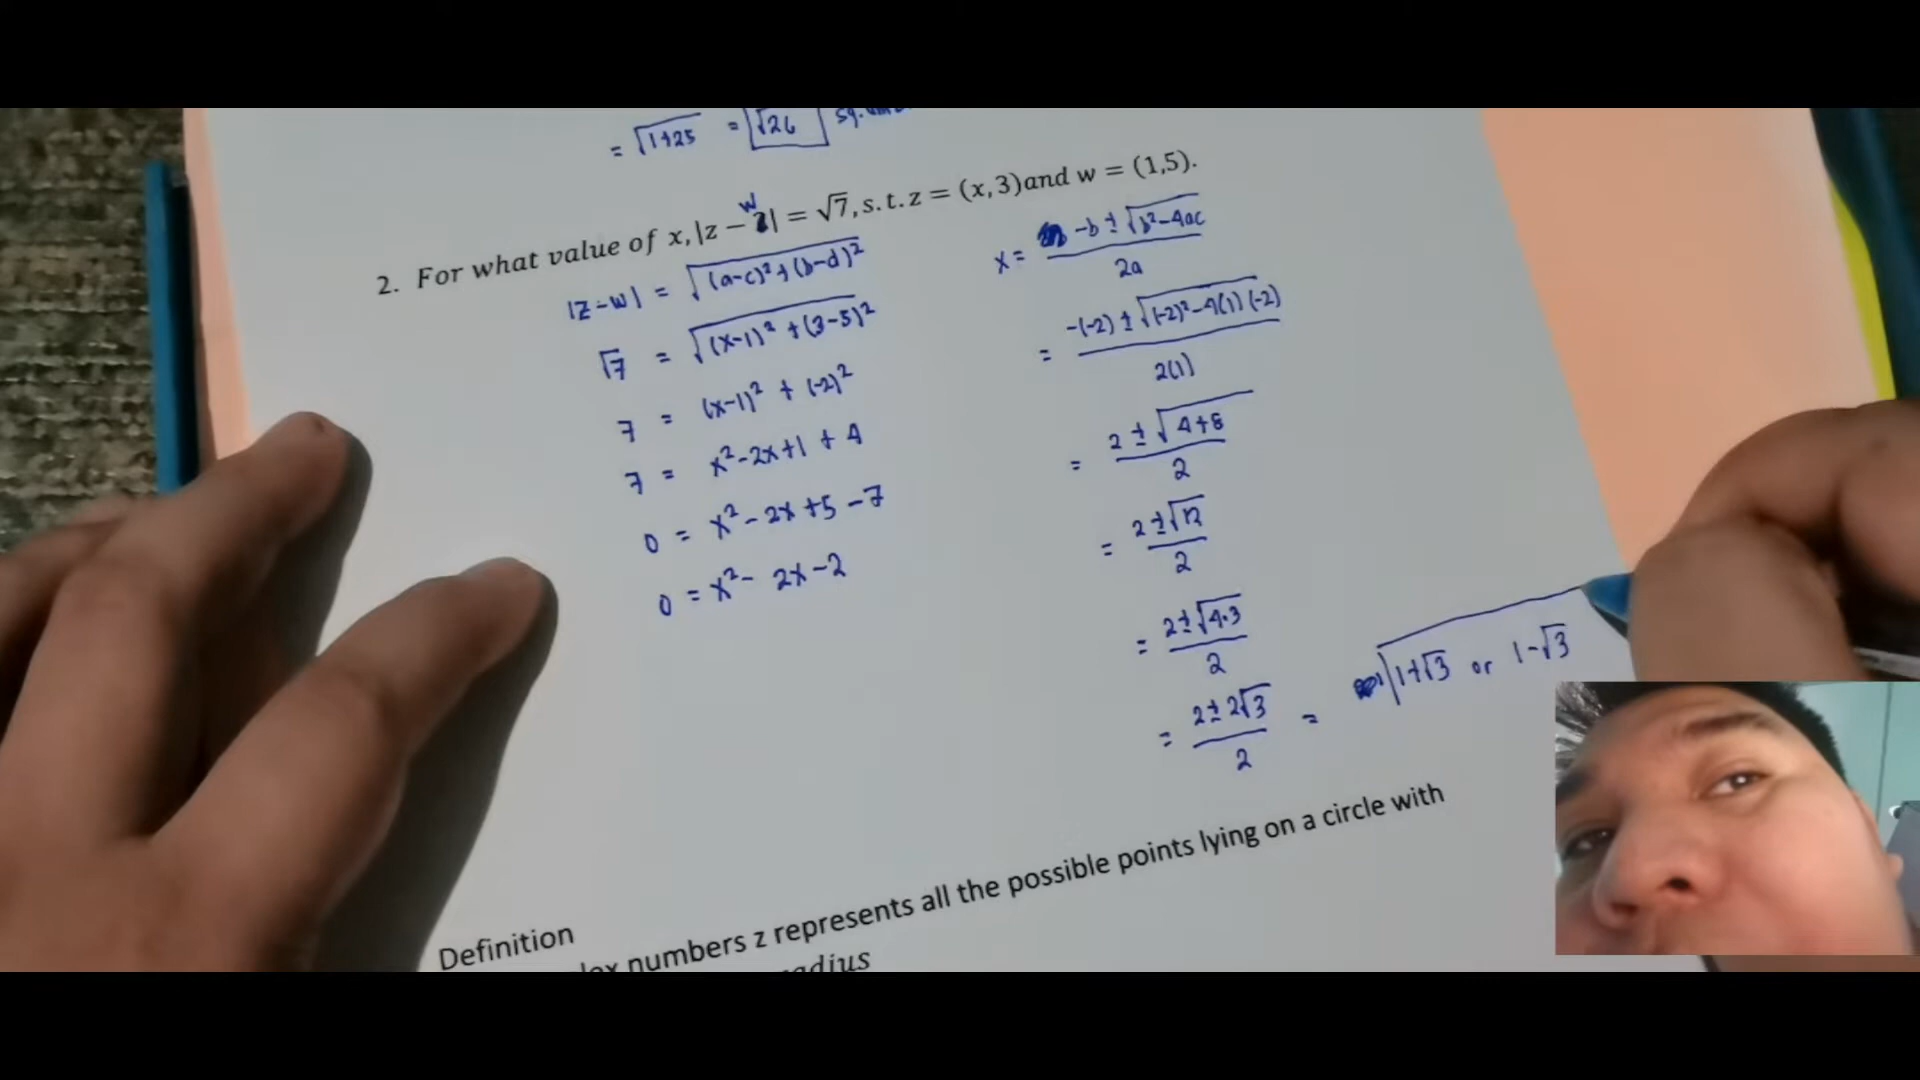 = √1+25 = √26
2. For what value of x, |z − w| = √7, s.t. z = (x, 3)and w = (1,5).
|z-w| = √(a-c)²+(b-d)²
√7 = √(x-1)²+(3-5)²
7 = (x-1)² + (-2)²
7 = x²-2x+1 + 4
0 = x²-2x+5-7
0 = x²- 2x-2
x = -b ± √b²-4ac
2a
= -(-2) ± √(-2)²-4(1)(-2)
2(1)
= 2 ± √4+8
2
= 2±√12
2
= 2±√4·3
2
= 2± 2√3
2
= 1+√3 or 1-√3
Definition
numbers z represents all the possible points lying on a circle with